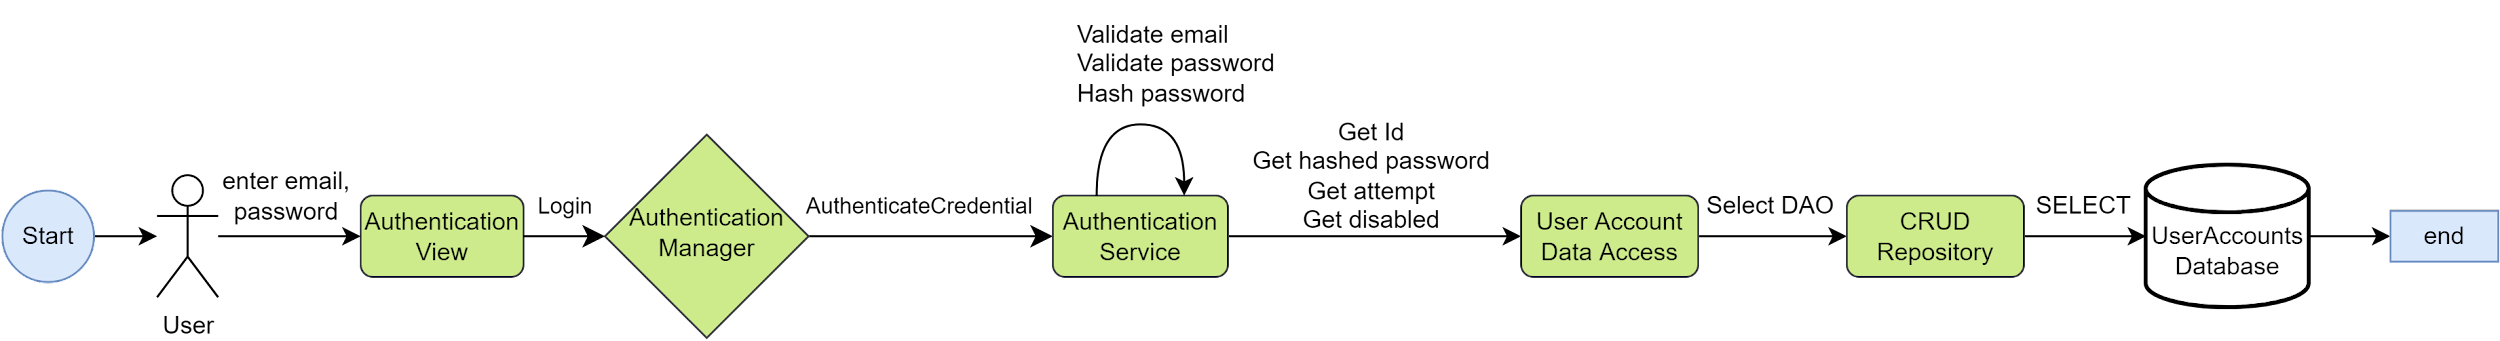 Start
User
enter email,
password
Authentication
View
Login
Authentication
Manager
AuthenticateCredential
Validate email
Validate password
Hash password
Authentication
Service
Get Id
Get hashed password
Get attempt
Get disabled
User Account
Data Access
Select DAO
CRUD
Repository
SELECT
UserAccounts
Database
end